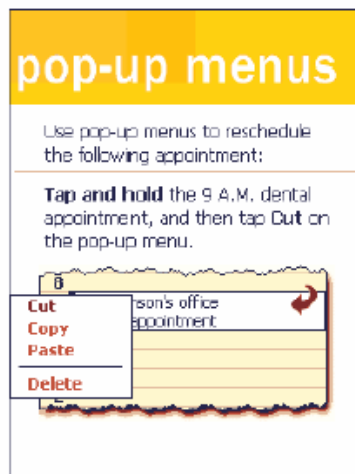 pop-up menus
Use pop-up menus to reschedule
the following appointment:
Tap and hold the 9 A.M. dental
appointment, and then tap Cut on
the pop-up menu.
8
son's office
appointment
Cut
Copy
Paste
Delete